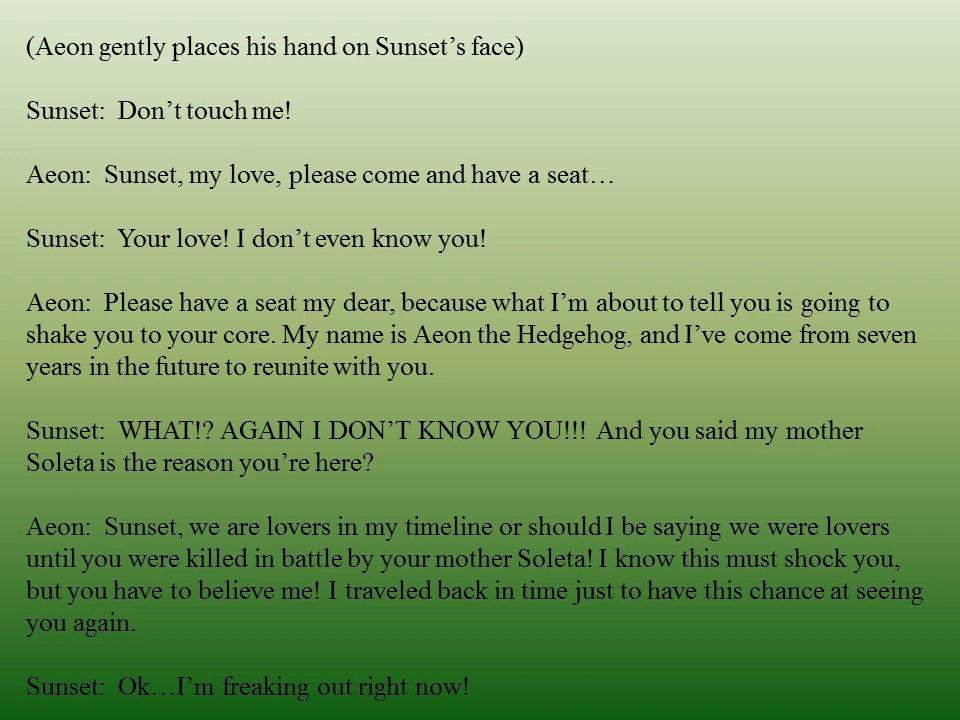 (Aeon gently places his hand on Sunset’s face)
Sunset:  Don’t touch me!
Aeon:  Sunset, my love, please come and have a seat…
Sunset:  Your love! I don’t even know you!
Aeon:  Please have a seat my dear, because what I’m about to tell you is going to
shake you to your core. My name is Aeon the Hedgehog, and I’ve come from seven
years in the future to reunite with you.
Sunset:  WHAT!? AGAIN I DON’T KNOW YOU!!! And you said my mother
Soleta is the reason you’re here?
Aeon:  Sunset, we are lovers in my timeline or should I be saying we were lovers
until you were killed in battle by your mother Soleta! I know this must shock you,
but you have to believe me! I traveled back in time just to have this chance at seeing
you again.
Sunset:  Ok…I’m freaking out right now!